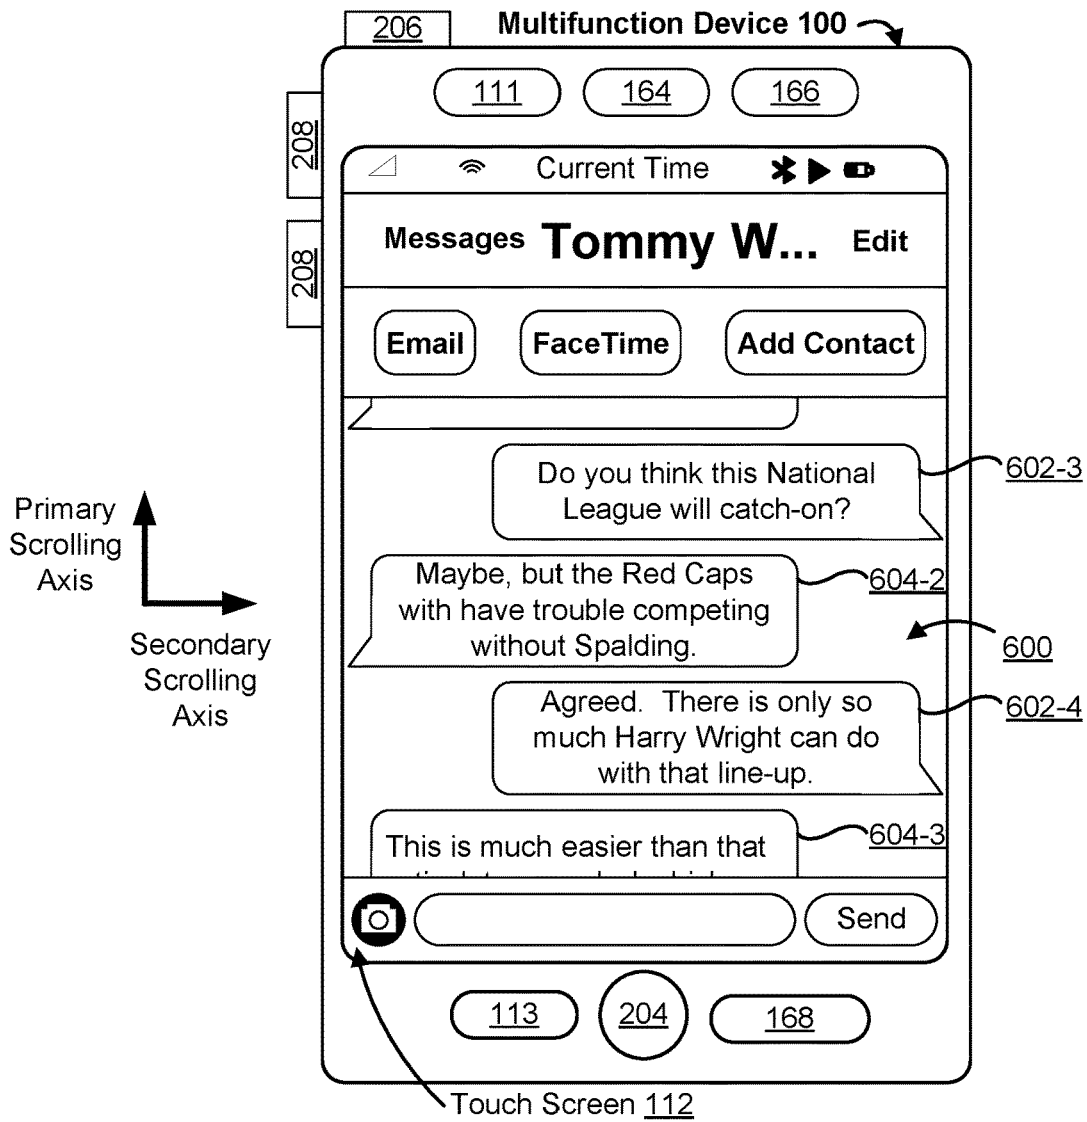 206
Multifunction Device 100
111
164
166
208
208
Current Time
Messages
Tommy W...
Edit
Email
FaceTime
Add Contact
Do you think this National
League will catch-on?
602-3
Primary
Scrolling
Axis
Secondary
Scrolling
Axis
Maybe, but the Red Caps
with have trouble competing
without Spalding.
604-2
600
Agreed. There is only so
much Harry Wright can do
with that line-up.
602-4
This is much easier than that
604-3
Send
113
204
168
Touch Screen 112